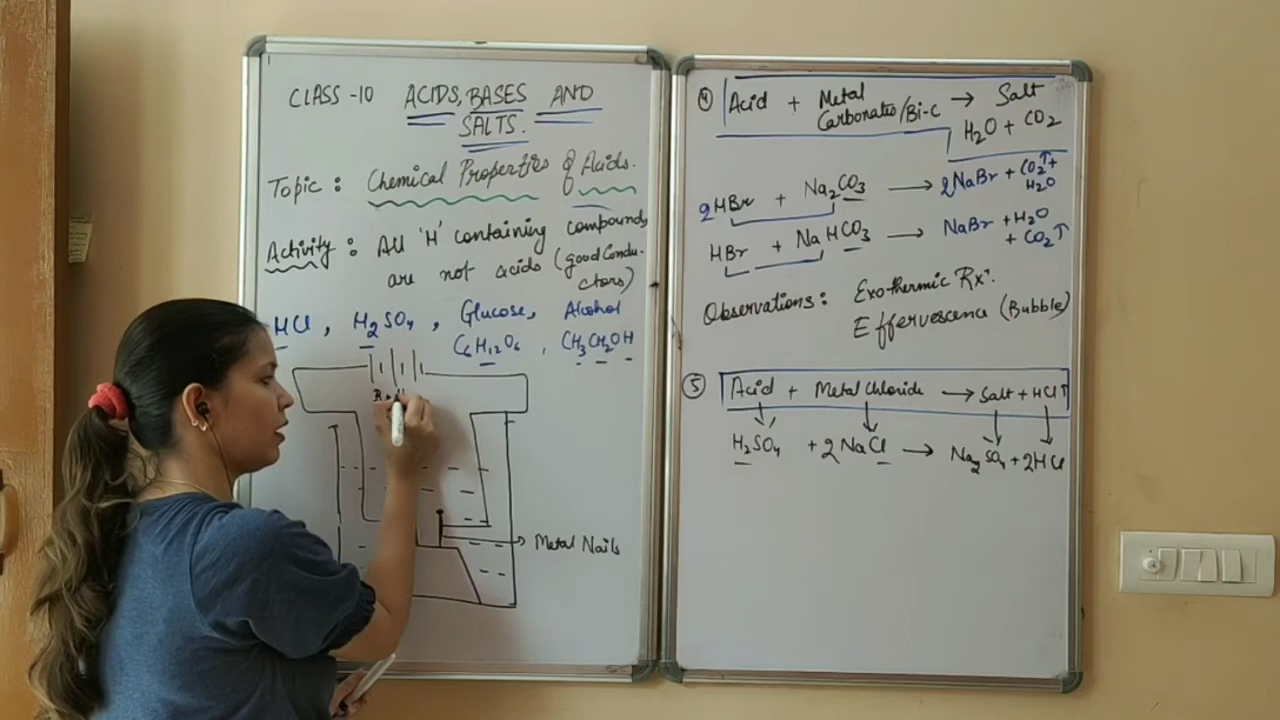 CLASS -10 ACIDS, BASES AND
SALTS.
Topic : Chemical Properties of Acids.
Activity : All 'H' containing compounds
are not acids (good Condu-
ctors)
HCl , H2SO4 , Glucose, Alcohol
C6H12O6 , CH3CH2OH
Metal Nails
④ Acid + Metal Carbonates/Bi-C → Salt
H2O + CO2
2HBr + Na2CO3 → 2NaBr + CO2↑ +
H2O
HBr + NaHCO3 → NaBr + H2O
+ CO2↑
Observations : Exothermic Rxⁿ.
Effervescence (Bubble)
⑤ Acid + Metal Chloride → Salt + HCl↑
H2SO4 + 2NaCl → Na2SO4 + 2HCl